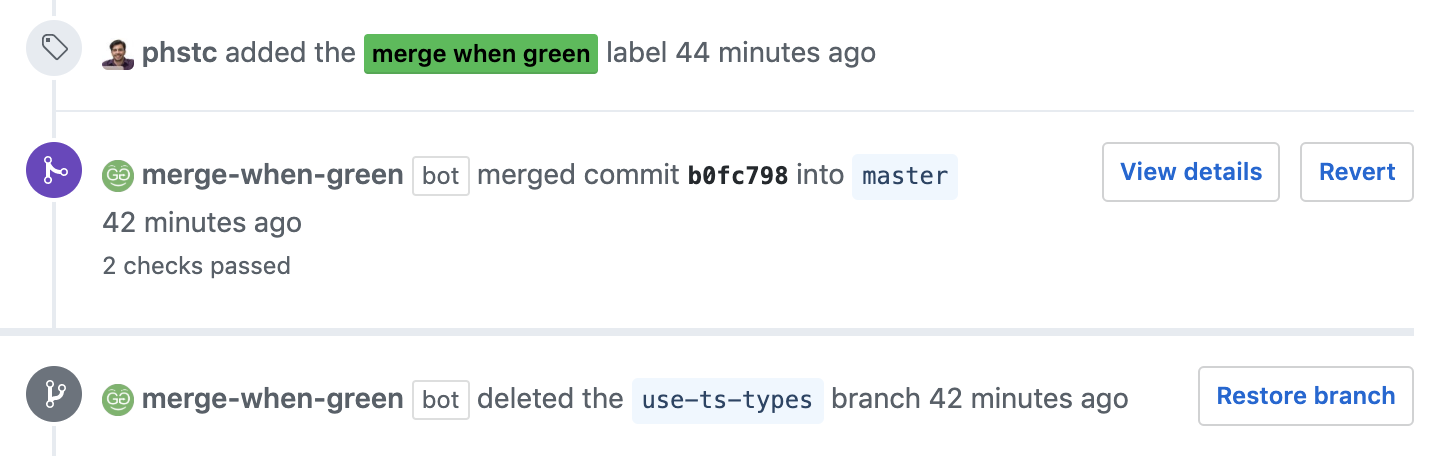 phstc added the merge when green label 44 minutes ago
merge-when-green bot merged commit b0fc798 into master View details Revert
42 minutes ago
2 checks passed
merge-when-green bot deleted the use-ts-types branch 42 minutes ago Restore branch